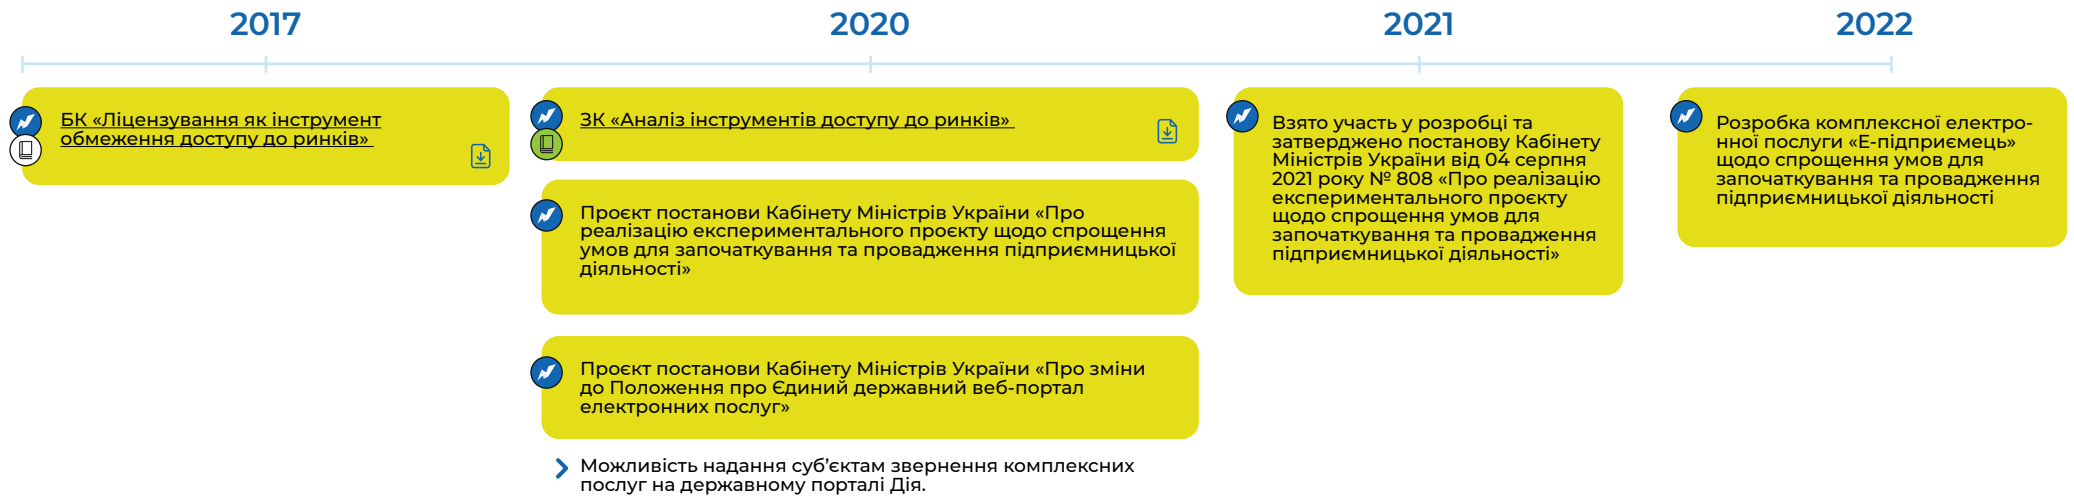 2017
2020
2021
2022
БК «Ліцензування як інструмент
обмеження доступу до ринків»
ЗК «Аналіз інструментів доступу до ринків»
Проєкт постанови Кабінету Міністрів України «Про
реалізацію експериментального проєкту щодо спрощення
умов для започаткування та провадження підприємницької
діяльності»
Проєкт постанови Кабінету Міністрів України «Про зміни
до Положення про Єдиний державний веб-портал
електронних послуг»
Можливість надання суб’єктам звернення комплексних
послуг на державному порталі Дія.
Взято участь у розробці та
затверджено постанову Кабінету
Міністрів України від 04 серпня
2021 року № 808 «Про реалізацію
експериментального проєкту
щодо спрощення умов для
започаткування та провадження
підприємницької діяльності»
Розробка комплексної електро-
нної послуги «Е-підприємець»
щодо спрощення умов для
започаткування та провадження
підприємницької діяльності